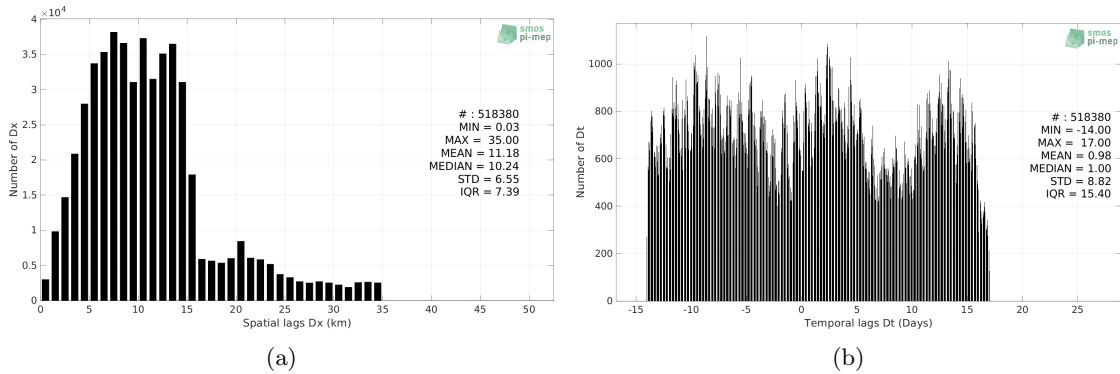 ×10⁴
4
3.5
3
2.5
2
1.5
1
0.5
0
Number of Dx
smos
pi-mep
# : 518380
MIN = 0.03
MAX = 35.00
MEAN = 11.18
MEDIAN = 10.24
STD = 6.55
IQR = 7.39
0 5 10 15 20 25 30 35 40 45 50
Spatial lags Dx (km)
(a)
1000
800
600
400
200
0
Number of Dt
smos
pi-mep
# : 518380
MIN = -14.00
MAX = 17.00
MEAN = 0.98
MEDIAN = 1.00
STD = 8.82
IQR = 15.40
-15 -10 -5 0 5 10 15 20 25
Temporal lags Dt (Days)
(b)